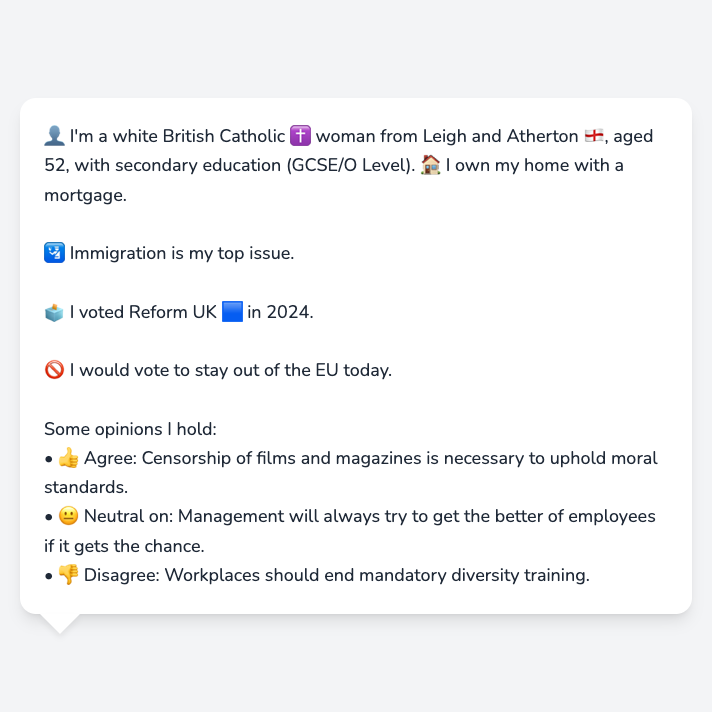 👤 I'm a white British Catholic ✝️ woman from Leigh and Atherton 🏴󠁧󠁢󠁥󠁮󠁧󠁿, aged
52, with secondary education (GCSE/O Level). 🏠 I own my home with a
mortgage.
🛂 Immigration is my top issue.
🗳️ I voted Reform UK 🟦 in 2024.
🚫 I would vote to stay out of the EU today.
Some opinions I hold:
• 👍 Agree: Censorship of films and magazines is necessary to uphold moral
standards.
• 😐 Neutral on: Management will always try to get the better of employees
if it gets the chance.
• 👎 Disagree: Workplaces should end mandatory diversity training.